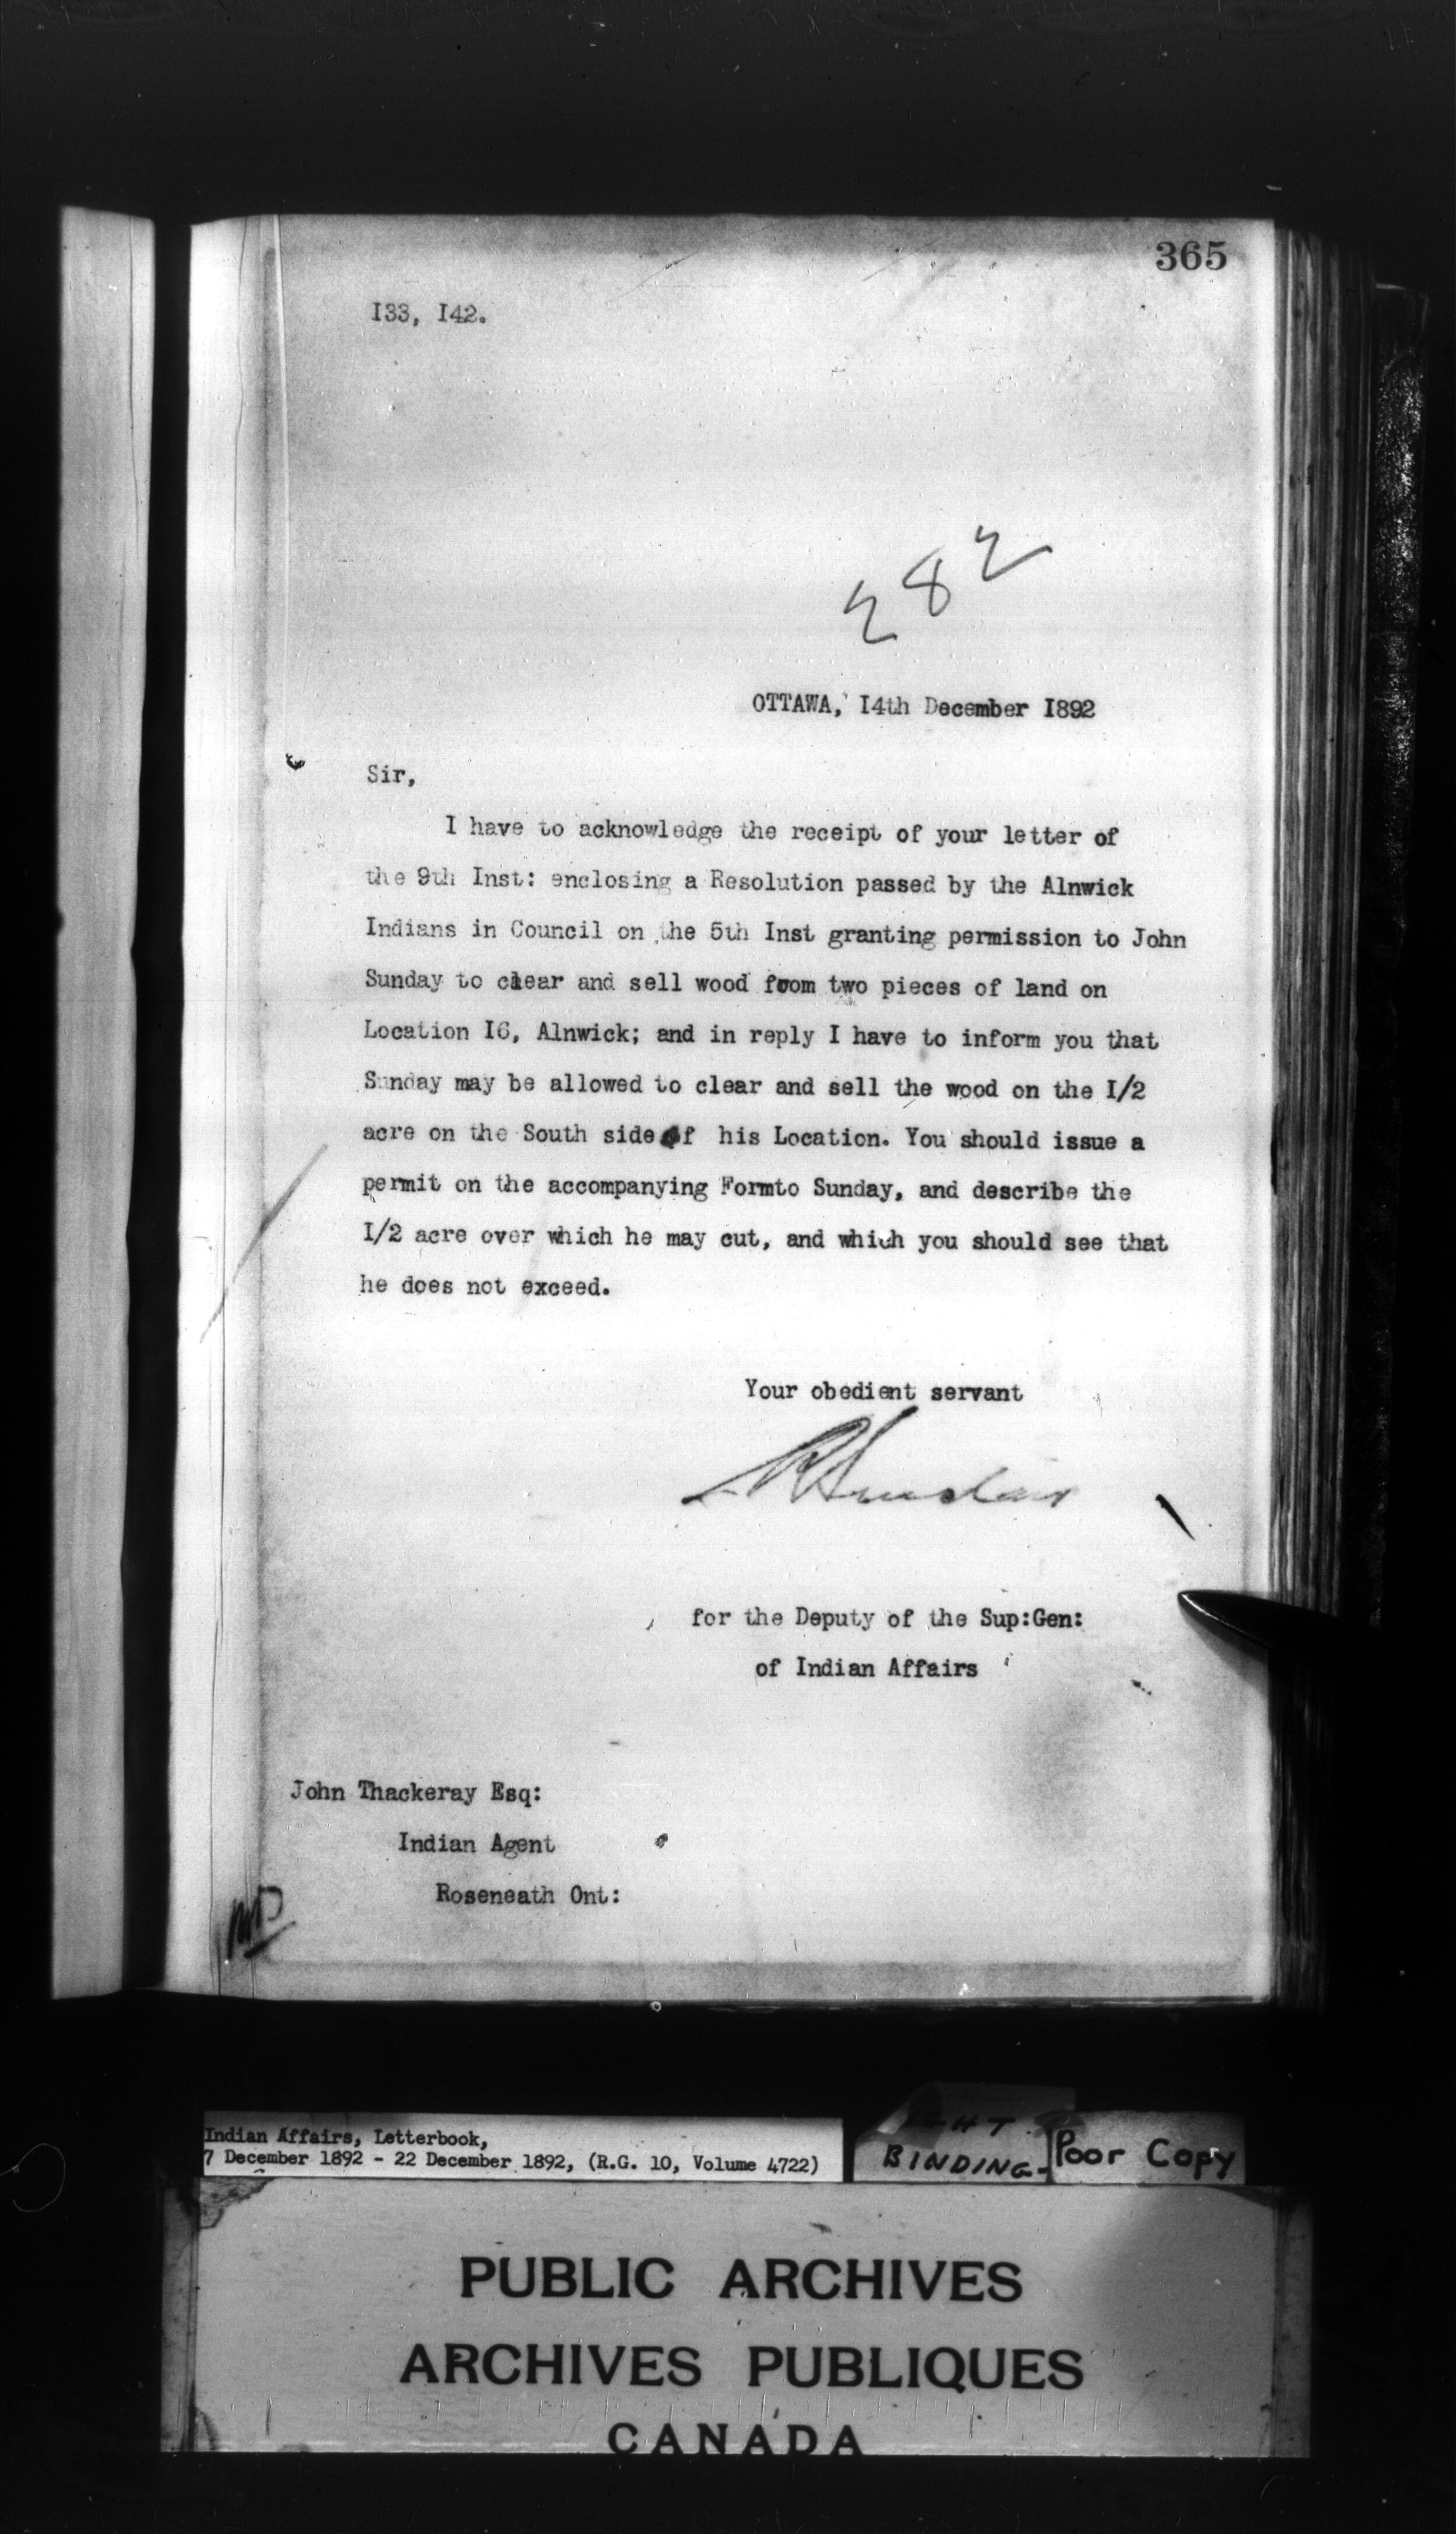 365
I33, I42.
282
OTTAWA, I4th December I892
Sir,
I have to acknowledge the receipt of your letter of
the 9th Inst: enclosing a Resolution passed by the Alnwick
Indians in Council on the 5th Inst granting permission to John
Sunday to clear and sell wood from two pieces of land on
Location I6, Alnwick; and in reply I have to inform you that
Sunday may be allowed to clear and sell the wood on the I/2
acre on the South side of his Location. You should issue a
permit on the accompanying Formto Sunday, and describe the
I/2 acre over which he may cut, and which you should see that
he does not exceed.
Your obedient servant
for the Deputy of the Sup:Gen:
of Indian Affairs
John Thackeray Esq:
Indian Agent
Roseneath Ont:
Indian Affairs, Letterbook,
7 December 1892 - 22 December 1892, (R.G. 10, Volume 4722)
BINDING-
Poor Copy
PUBLIC ARCHIVES
ARCHIVES PUBLIQUES
CANADA